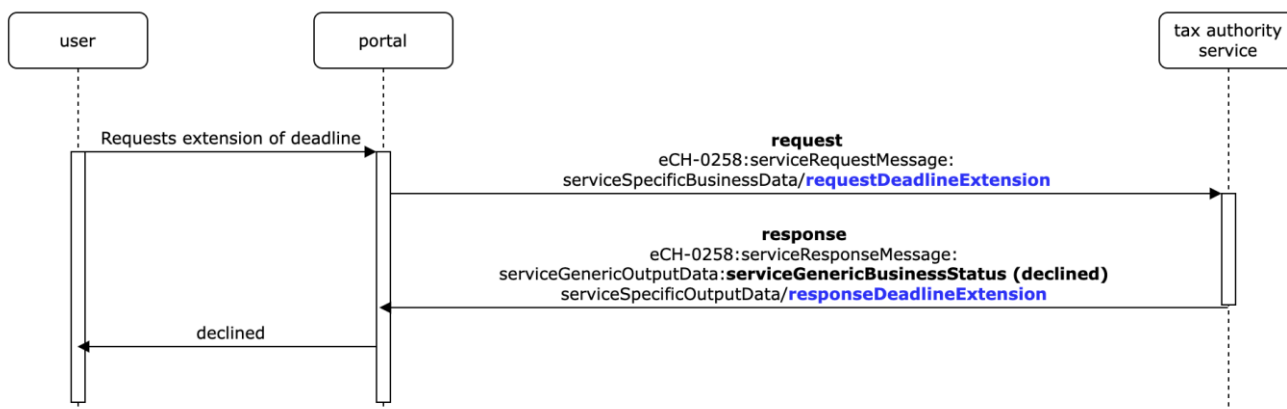 user
portal
tax authority
service
Requests extension of deadline
request
eCH-0258:serviceRequestMessage:
serviceSpecificBusinessData/requestDeadlineExtension
response
eCH-0258:serviceResponseMessage:
serviceGenericOutputData:serviceGenericBusinessStatus (declined)
serviceSpecificOutputData/responseDeadlineExtension
declined